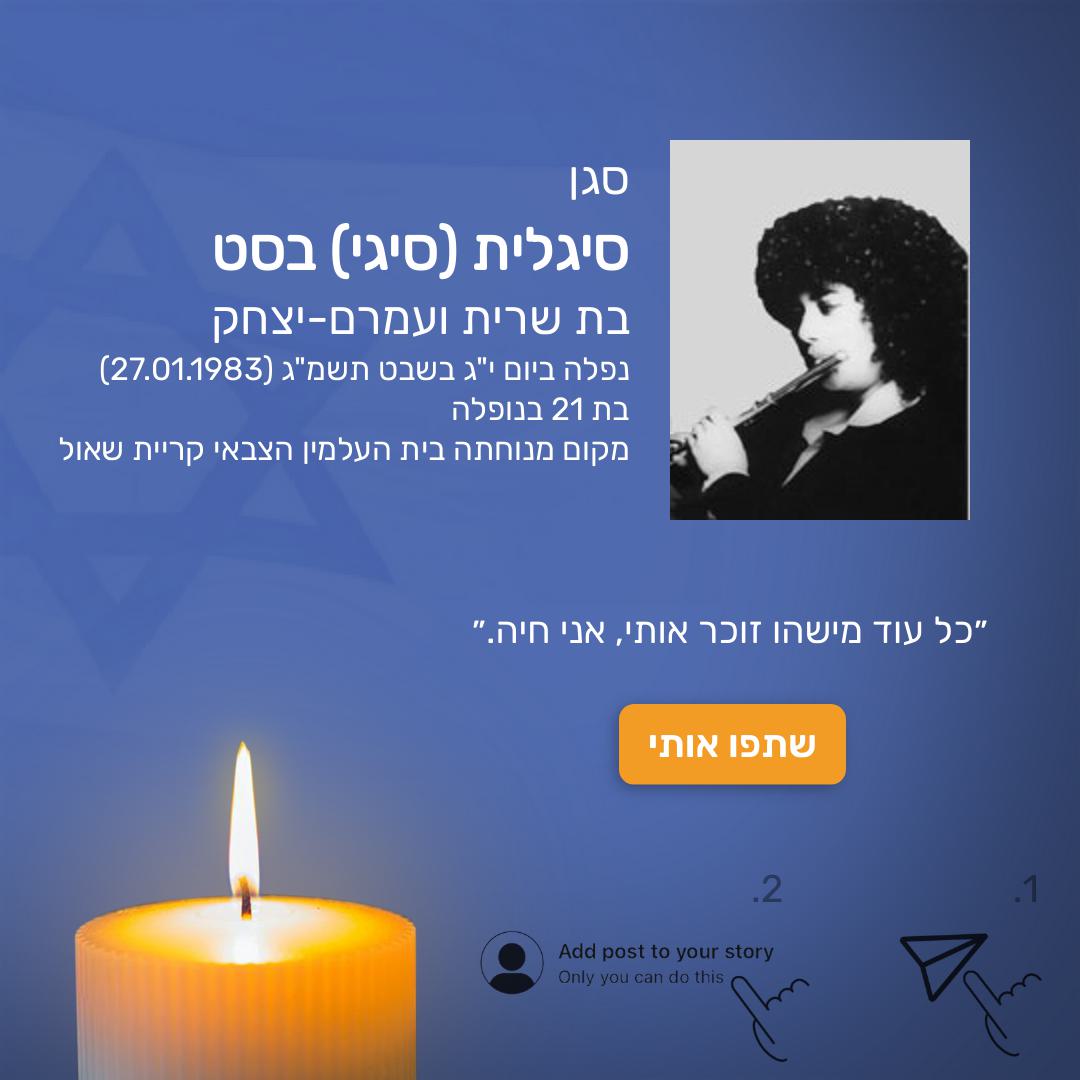 סגן
סיגלית (סיגי) בסט
בת שרית ועמרם-יצחק
נפלה ביום י"ג בשבט תשמ"ג (27.01.1983)
בת 21 בנופלה
מקום מנוחתה בית העלמין הצבאי קריית שאול
״כל עוד מישהו זוכר אותי, אני חיה.״
שתפו אותי
1.
2.
Add post to your story
Only you can do this